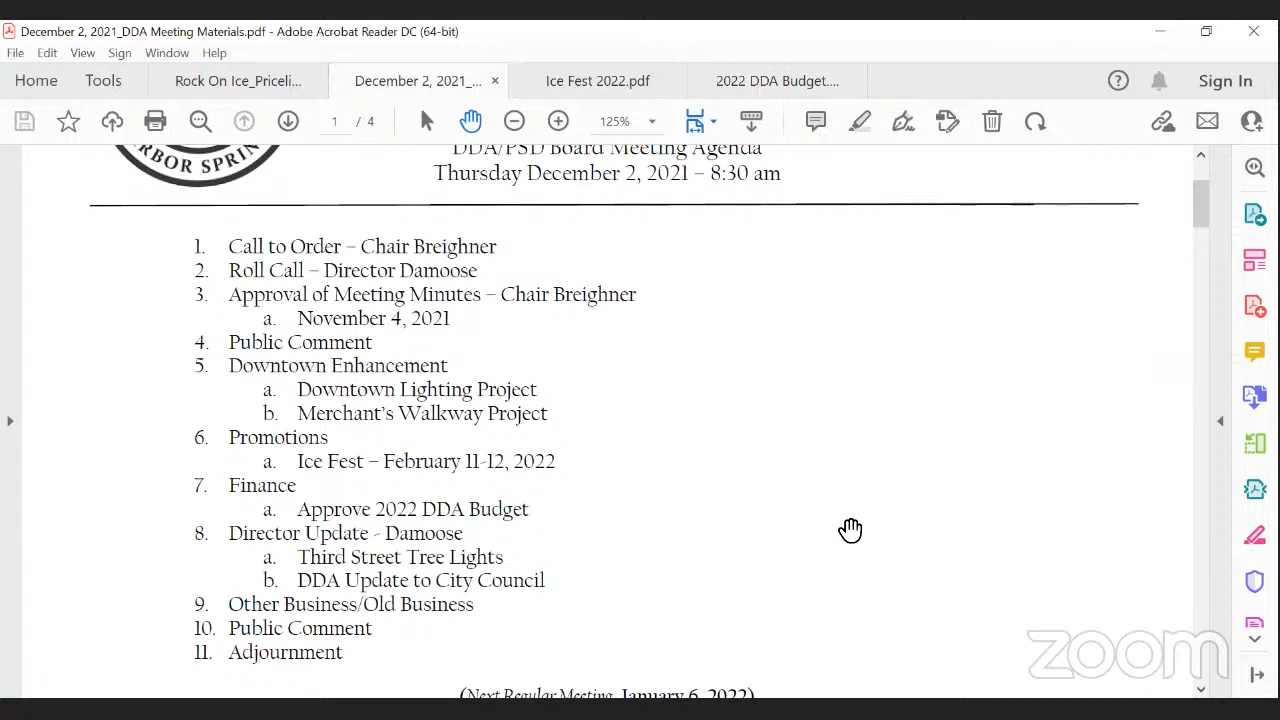 December 2, 2021_DDA Meeting Materials.pdf - Adobe Acrobat Reader DC (64-bit)
File Edit View Sign Window Help
Home Tools Rock On Ice_Priceli... December 2, 2021_... × Ice Fest 2022.pdf 2022 DDA Budget.... Sign In
1 / 4 125%
RBOR SPRIN
DDA/PSD Board Meeting Agenda
Thursday December 2, 2021 – 8:30 am
1. Call to Order – Chair Breighner
2. Roll Call – Director Damoose
3. Approval of Meeting Minutes – Chair Breighner
a. November 4, 2021
4. Public Comment
5. Downtown Enhancement
a. Downtown Lighting Project
b. Merchant's Walkway Project
6. Promotions
a. Ice Fest – February 11-12, 2022
7. Finance
a. Approve 2022 DDA Budget
8. Director Update - Damoose
a. Third Street Tree Lights
b. DDA Update to City Council
9. Other Business/Old Business
10. Public Comment
11. Adjournment
(Next Regular Meeting, January 6, 2022)
zoom